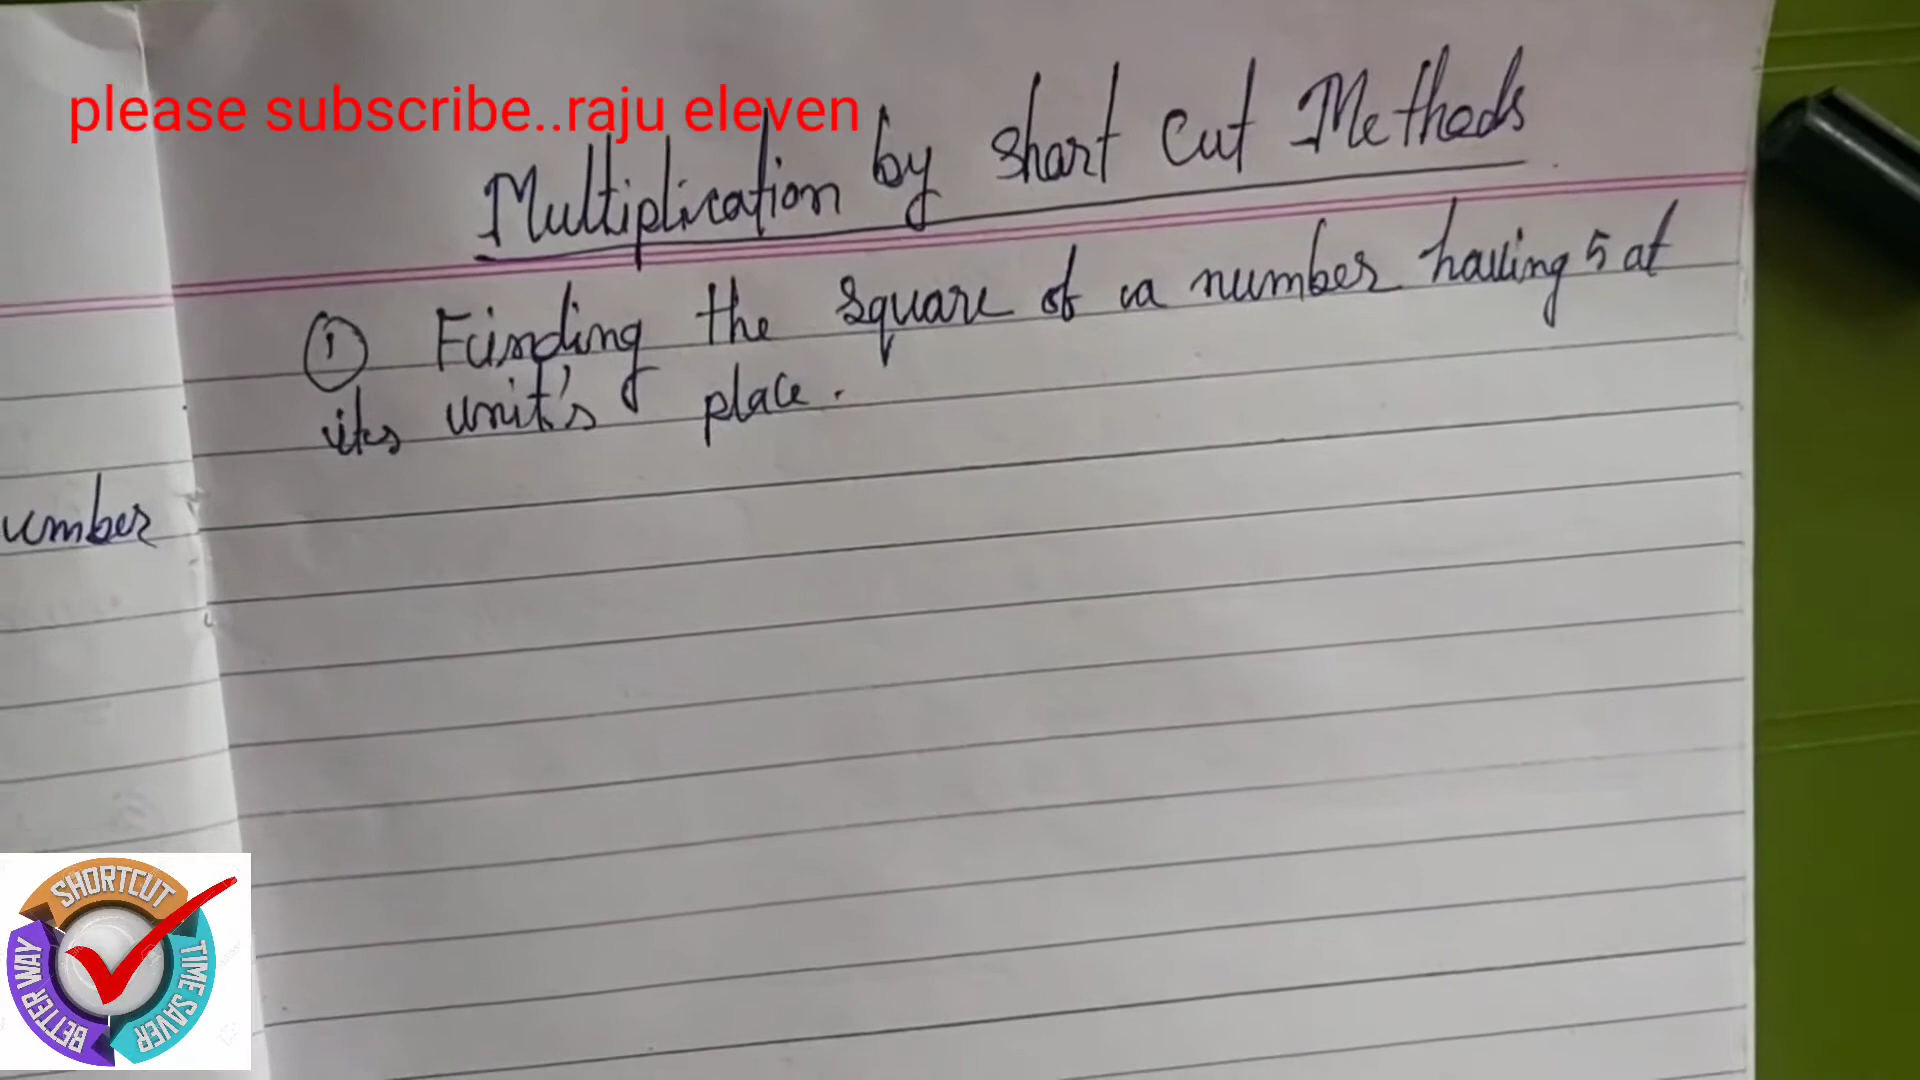 please subscribe..raju eleven
Multiplication by short cut Methods
① Finding the square of a number having 5 at
its unit's place.
umber
SHORTCUT
TIME SAVER
BETTER WAY